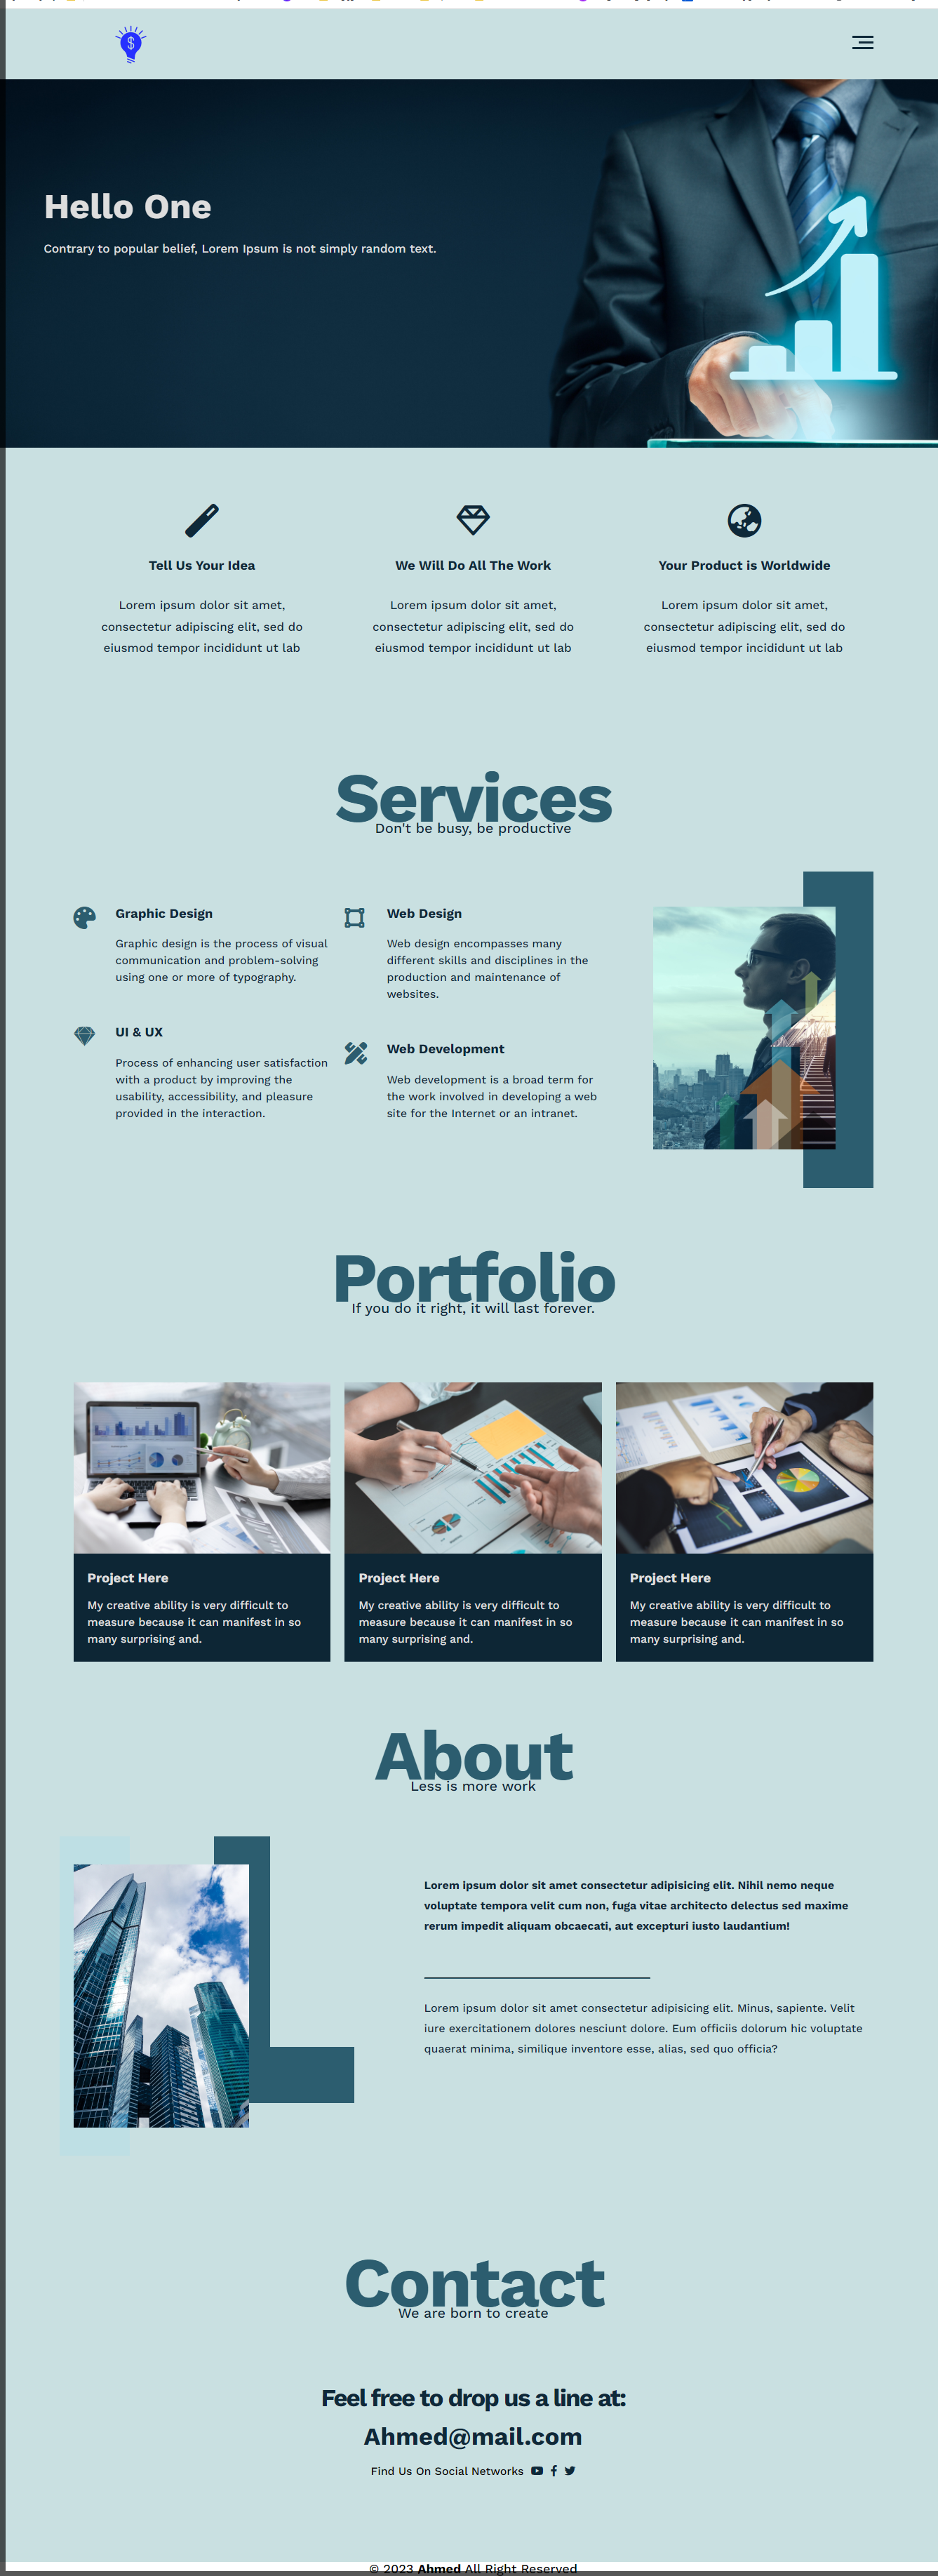 $
Hello One
Contrary to popular belief, Lorem Ipsum is not simply random text.
Tell Us Your Idea
Lorem ipsum dolor sit amet,
consectetur adipiscing elit, sed do
eiusmod tempor incididunt ut lab
We Will Do All The Work
Lorem ipsum dolor sit amet,
consectetur adipiscing elit, sed do
eiusmod tempor incididunt ut lab
Your Product is Worldwide
Lorem ipsum dolor sit amet,
consectetur adipiscing elit, sed do
eiusmod tempor incididunt ut lab
Services
Don't be busy, be productive
Graphic Design
Graphic design is the process of visual
communication and problem-solving
using one or more of typography.
Web Design
Web design encompasses many
different skills and disciplines in the
production and maintenance of
websites.
UI & UX
Process of enhancing user satisfaction
with a product by improving the
usability, accessibility, and pleasure
provided in the interaction.
Web Development
Web development is a broad term for
the work involved in developing a web
site for the Internet or an intranet.
Portfolio
If you do it right, it will last forever.
Project Here
My creative ability is very difficult to
measure because it can manifest in so
many surprising and.
Project Here
My creative ability is very difficult to
measure because it can manifest in so
many surprising and.
Project Here
My creative ability is very difficult to
measure because it can manifest in so
many surprising and.
About
Less is more work
Lorem ipsum dolor sit amet consectetur adipisicing elit. Nihil nemo neque
voluptate tempora velit cum non, fuga vitae architecto delectus sed maxime
rerum impedit aliquam obcaecati, aut excepturi iusto laudantium!
Lorem ipsum dolor sit amet consectetur adipisicing elit. Minus, sapiente. Velit
iure exercitationem dolores nesciunt dolore. Eum officiis dolorum hic voluptate
quaerat minima, similique inventore esse, alias, sed quo officia?
Contact
We are born to create
Feel free to drop us a line at:
Ahmed@mail.com
Find Us On Social Networks
© 2023 Ahmed All Right Reserved